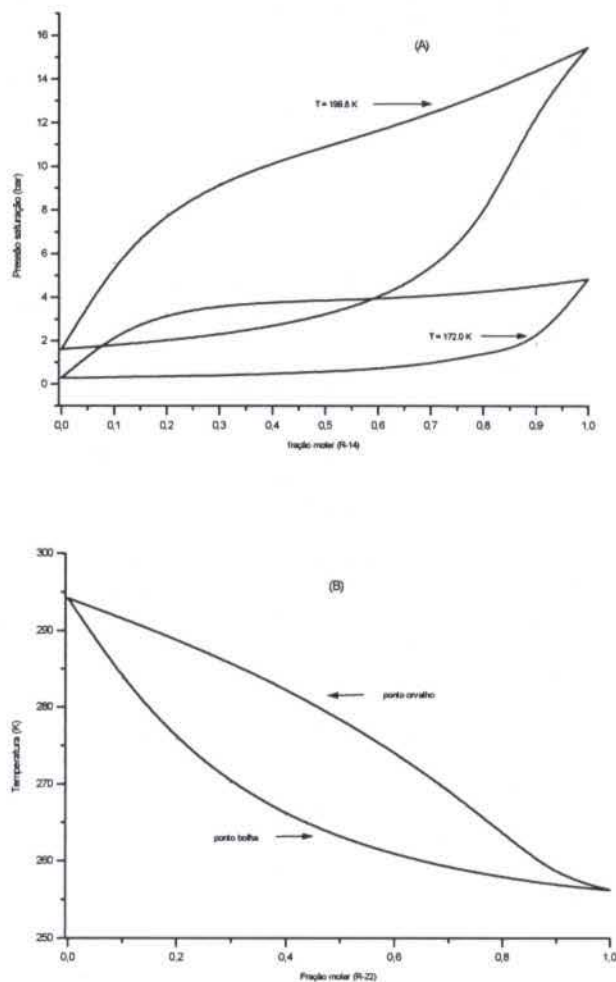 (A)
Pressão saturação (bar)
16
14
12
10
8
6
4
2
0
T = K
T = 172.0 K
0,0 0,1 0,2 0,3 0,4 0,5 0,6 0,7 0,8 0,9 1,0
fração molar (R-14)
(B)
Temperatura (K)
300
290
280
270
260
250
ponto orvalho
ponto bolha
0,0 0,2 0,4 0,6 0,8 1,0
Fração molar (R-22)